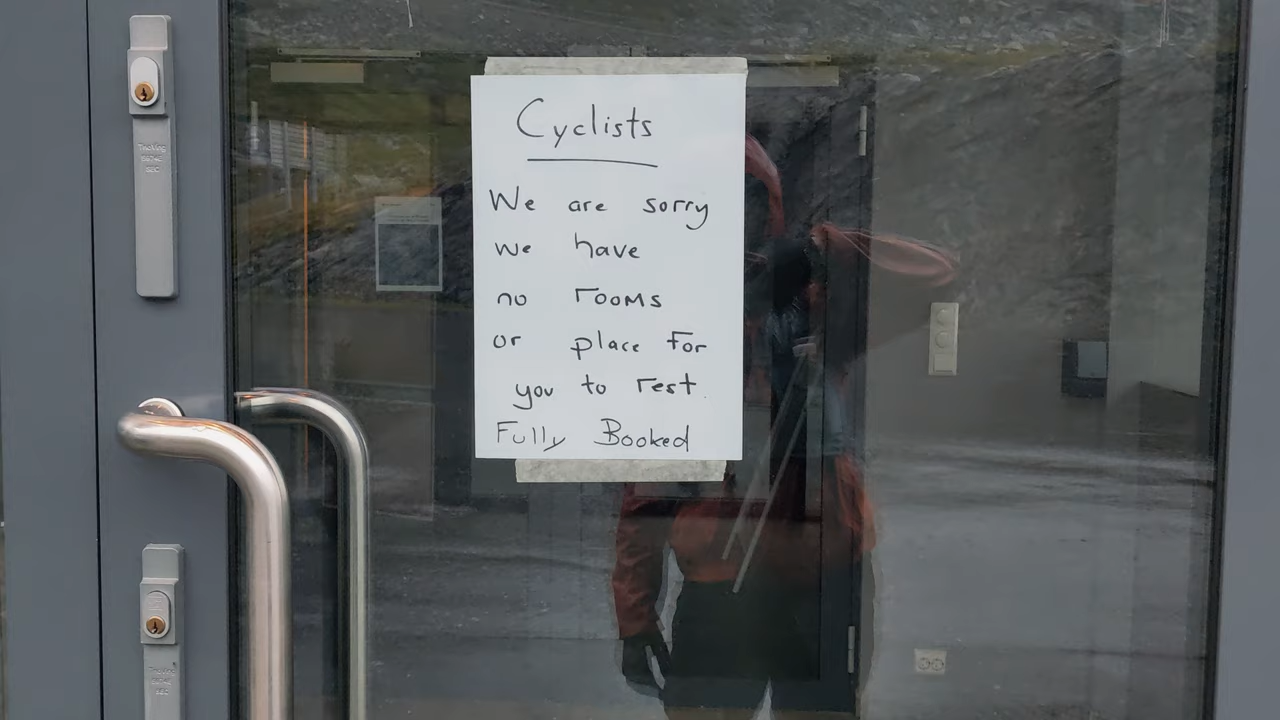 Cyclists
We are sorry
we have
no rooms
or place for
you to rest.
Fully Booked